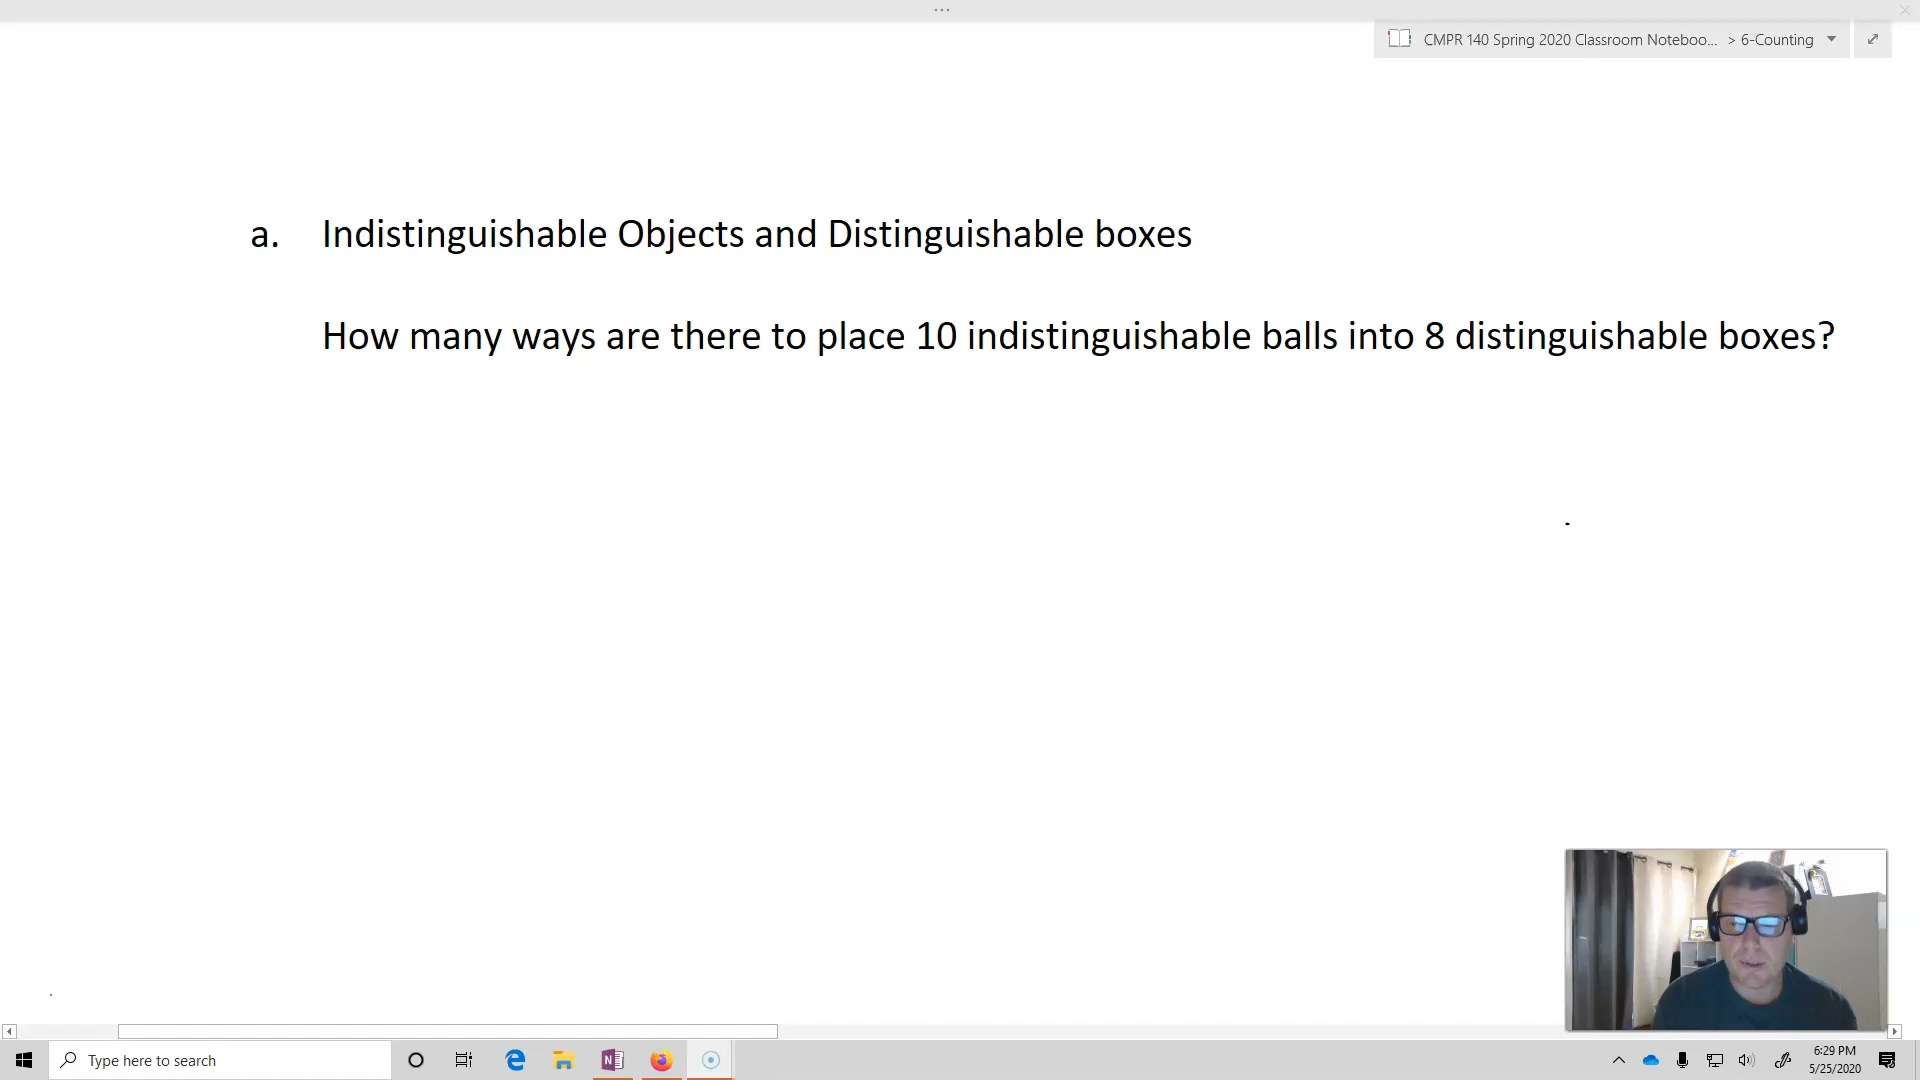 ...
CMPR 140 Spring 2020 Classroom Noteboo... > 6-Counting
a. Indistinguishable Objects and Distinguishable boxes
How many ways are there to place 10 indistinguishable balls into 8 distinguishable boxes?
Type here to search
6:29 PM
5/25/2020